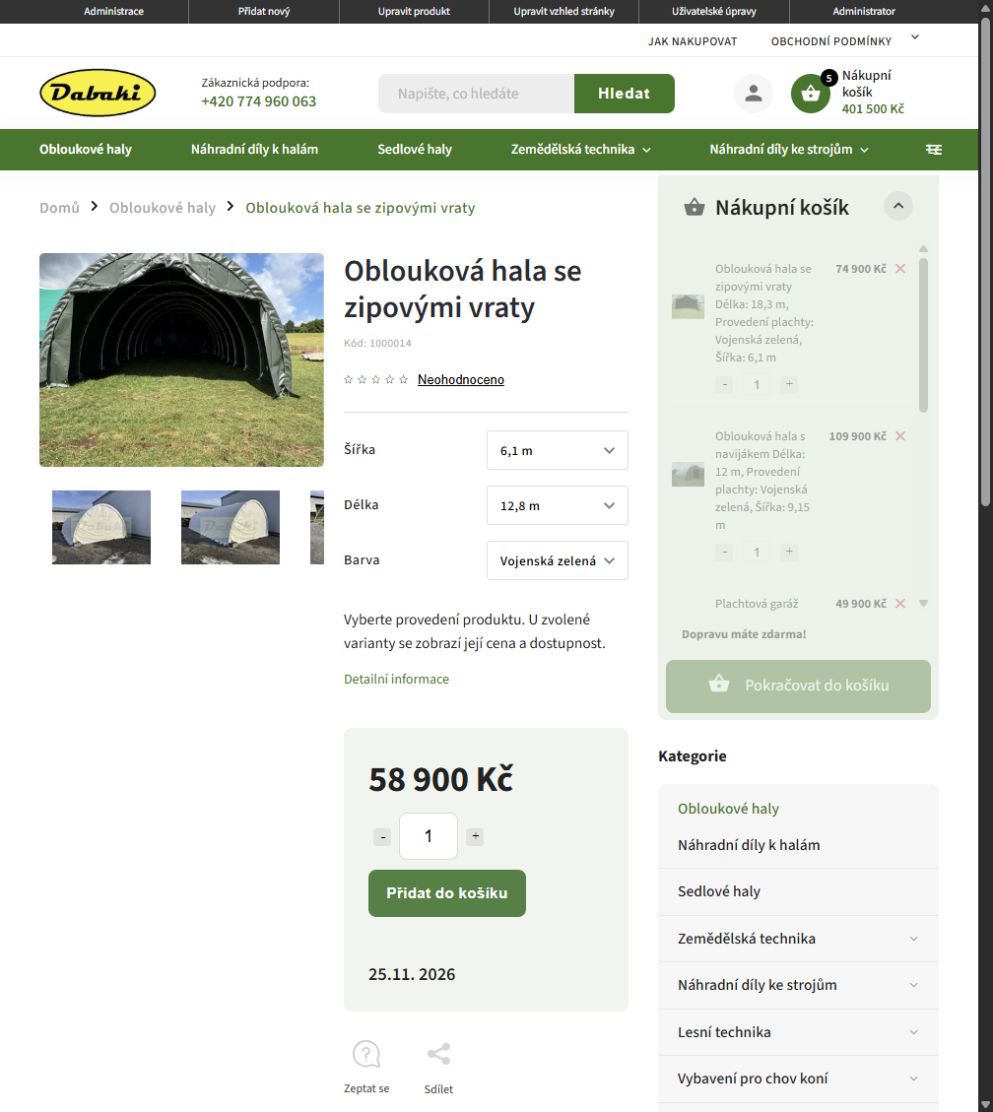 Administrace
Přidat nový
Upravit produkt
Upravit vzhled stránky
Uživatelské úpravy
Administrator
JAK NAKUPOVAT
OBCHODNÍ PODMÍNKY
Dabaki
Zákaznická podpora:
+420 774 960 063
Napište, co hledáte
Hledat
5
Nákupní
košík
401 500 Kč
Obloukové haly
Náhradní díly k halám
Sedlové haly
Zemědělská technika
Náhradní díly ke strojům
Domů
Obloukové haly
Oblouková hala se zipovými vraty
Oblouková hala se
zipovými vraty
Kód: 1000014
Neohodnoceno
Šířka
6,1 m
Délka
12,8 m
Barva
Vojenská zelená
Vyberte provedení produktu. U zvolené
varianty se zobrazí její cena a dostupnost.
Detailní informace
58 900 Kč
- 1 +
Přidat do košíku
25.11. 2026
Zeptat se
Sdílet
Nákupní košík
Oblouková hala se
zipovými vraty
Délka: 18,3 m,
Provedení plachty:
Vojenská zelená,
Šířka: 6,1 m
74 900 Kč
- 1 +
Oblouková hala s
navijákem Délka:
12 m, Provedení
plachty: Vojenská
zelená, Šířka: 9,15
m
109 900 Kč
- 1 +
Plachtová garáž
49 900 Kč
Dopravu máte zdarma!
Pokračovat do košíku
Kategorie
Obloukové haly
Náhradní díly k halám
Sedlové haly
Zemědělská technika
Náhradní díly ke strojům
Lesní technika
Vybavení pro chov koní